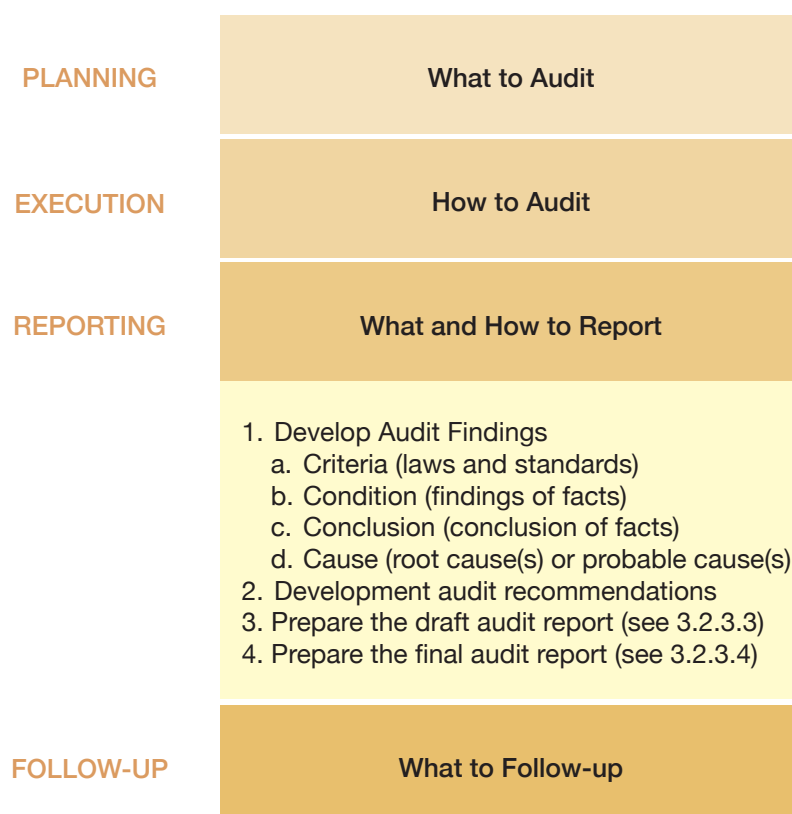 PLANNING
What to Audit
EXECUTION
How to Audit
REPORTING
What and How to Report
1. Develop Audit Findings
a. Criteria (laws and standards)
b. Condition (findings of facts)
c. Conclusion (conclusion of facts)
d. Cause (root cause(s) or probable cause(s)
2. Development audit recommendations
3. Prepare the draft audit report (see 3.2.3.3)
4. Prepare the final audit report (see 3.2.3.4)
FOLLOW-UP
What to Follow-up